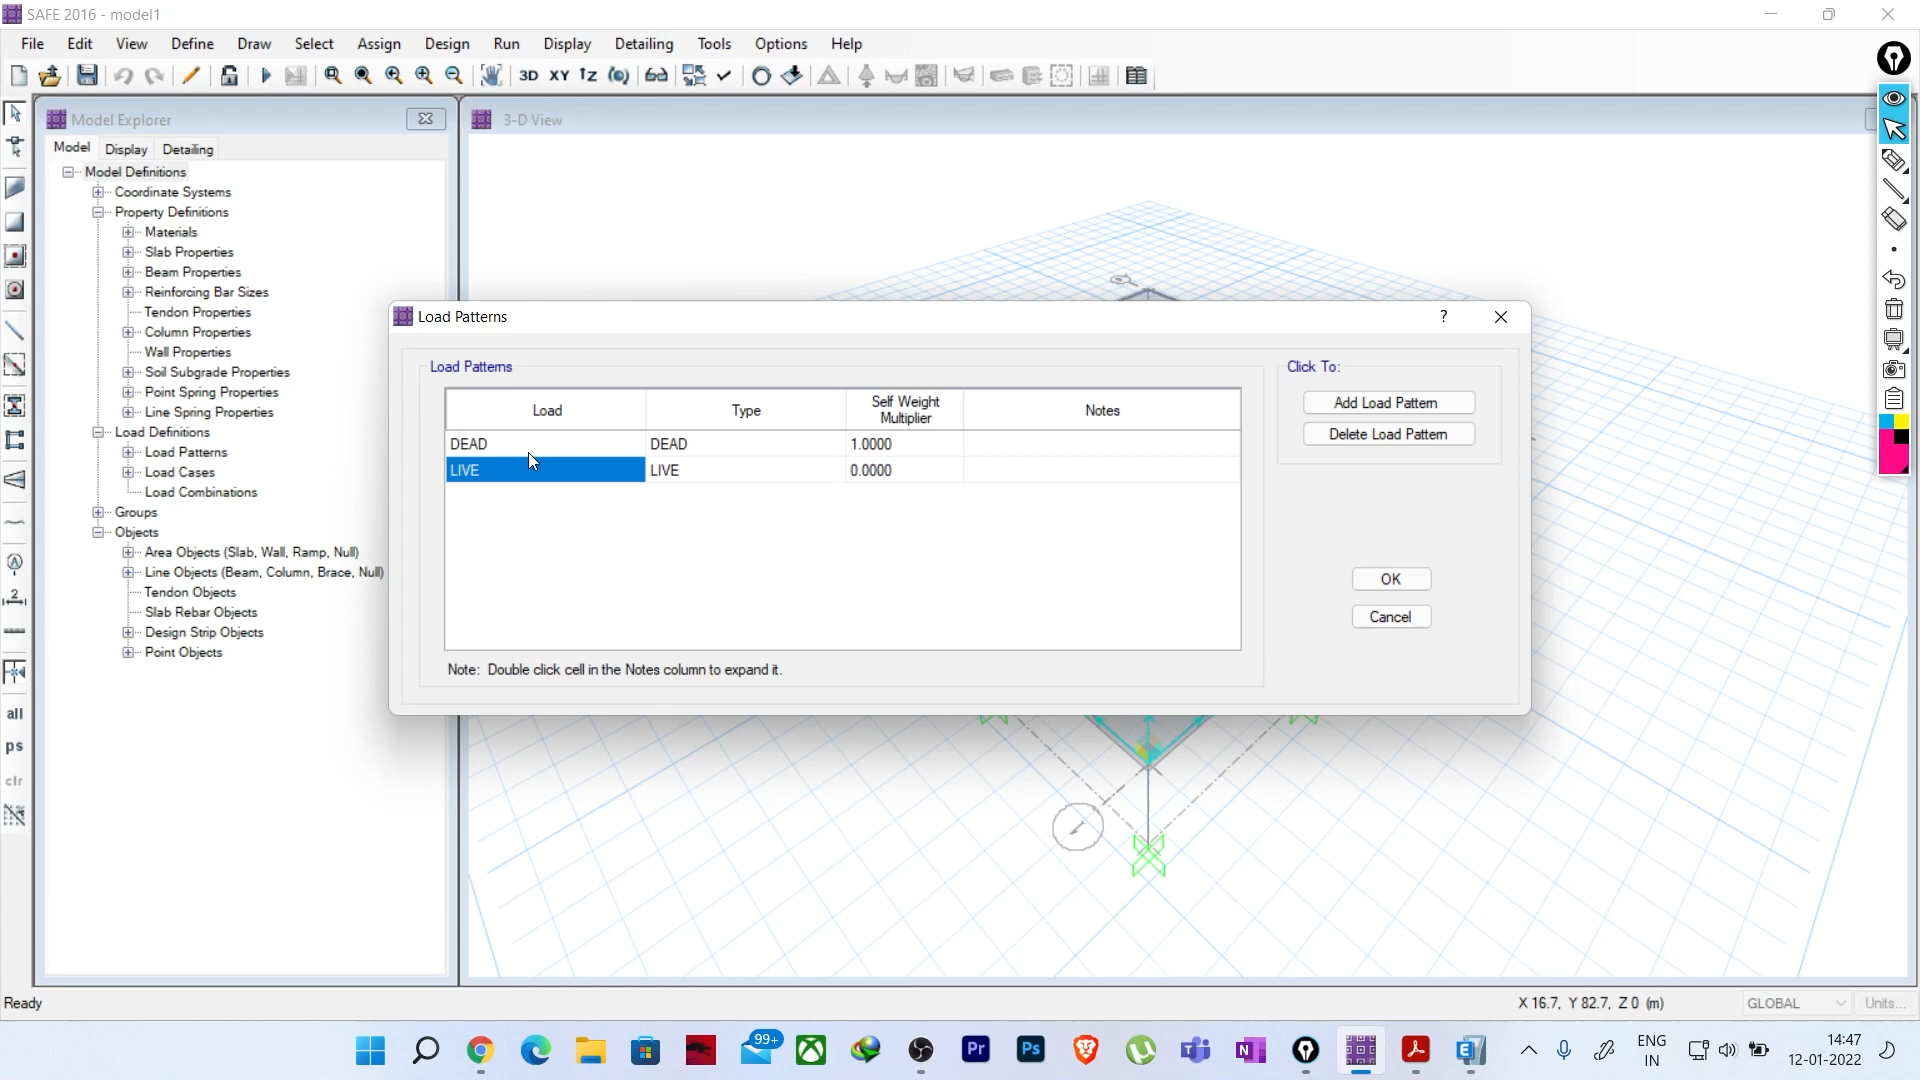 SAFE 2016 - model1
File Edit View Define Draw Select Assign Design Run Display Detailing Tools Options Help
3D XY
Model Explorer
3-D View
Model Display Detailing
Model Definitions
Coordinate Systems
Property Definitions
Materials
Slab Properties
Beam Properties
Reinforcing Bar Sizes
Tendon Properties
Column Properties
Wall Properties
Soil Subgrade Properties
Point Spring Properties
Line Spring Properties
Load Definitions
Load Patterns
Load Cases
Load Combinations
Groups
Objects
Area Objects (Slab, Wall, Ramp, Null)
Line Objects (Beam, Column, Brace, Null)
Tendon Objects
Slab Rebar Objects
Design Strip Objects
Point Objects
all
ps
clr
Load Patterns
?
Load Patterns
Load Type Self Weight Multiplier Notes
DEAD DEAD 1.0000
LIVE LIVE 0.0000
Note: Double click cell in the Notes column to expand it.
Click To:
Add Load Pattern
Delete Load Pattern
OK
Cancel
Ready
X 16.7, Y 82.7, Z 0 (m)
GLOBAL
Units...
99+
Pr
Ps
ENG
IN
14:47
12-01-2022